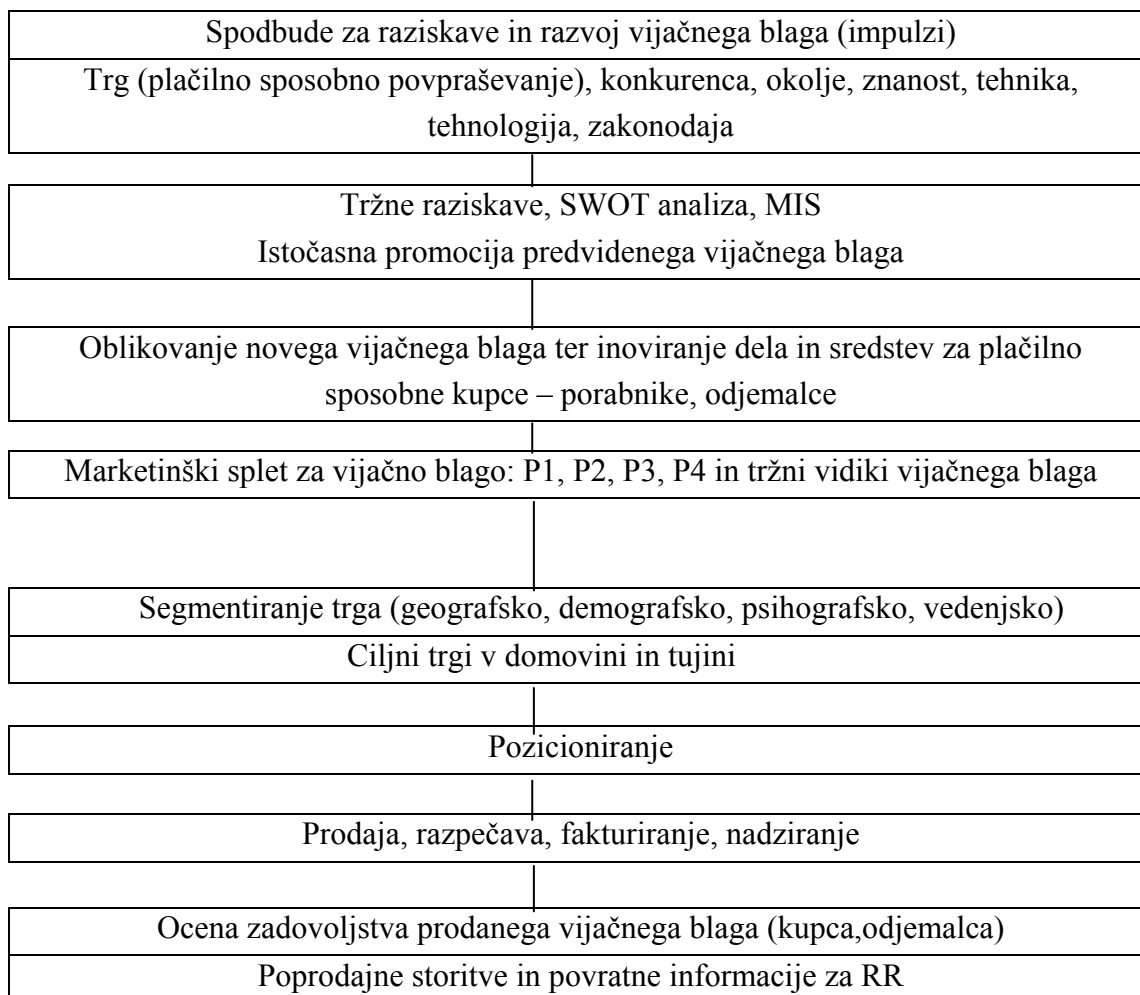 Spodbude za raziskave in razvoj vijačnega blaga (impulzi)
Trg (plačilno sposobno povpraševanje), konkurenca, okolje, znanost, tehnika,
tehnologija, zakonodaja
Tržne raziskave, SWOT analiza, MIS
Istočasna promocija predvidenega vijačnega blaga
Oblikovanje novega vijačnega blaga ter inoviranje dela in sredstev za plačilno
sposobne kupce – porabnike, odjemalce
Marketinški splet za vijačno blago: P1, P2, P3, P4 in tržni vidiki vijačnega blaga
Segmentiranje trga (geografsko, demografsko, psihografsko, vedenjsko)
Ciljni trgi v domovini in tujini
Pozicioniranje
Prodaja, razpečava, fakturiranje, nadziranje
Ocena zadovoljstva prodanega vijačnega blaga (kupca,odjemalca)
Poprodajne storitve in povratne informacije za RR